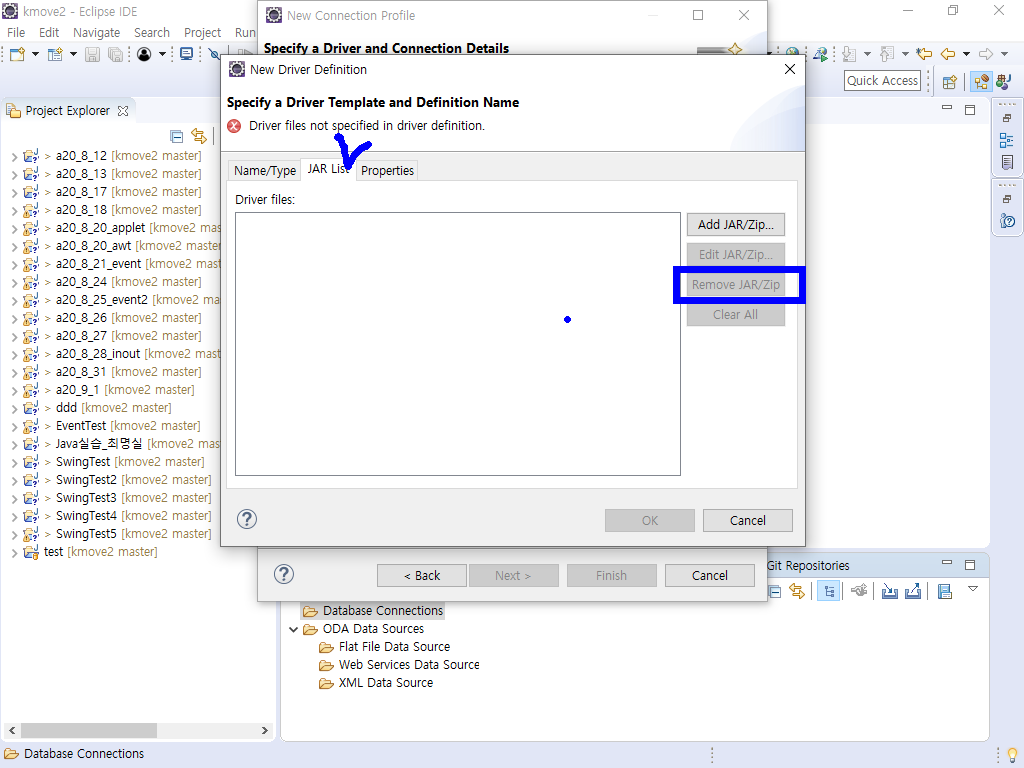 kmove2 - Eclipse IDE
New Connection Profile
File Edit Navigate Search Project Run
Specify a Driver and Connection Details
New Driver Definition
Quick Access
Specify a Driver Template and Definition Name
Driver files not specified in driver definition.
Project Explorer
Name/Type JAR List Properties
Driver files:
Add JAR/Zip...
Edit JAR/Zip...
Remove JAR/Zip
Clear All
> a20_8_12 [kmove2 master]
> a20_8_13 [kmove2 master]
> a20_8_17 [kmove2 master]
> a20_8_18 [kmove2 master]
> a20_8_20_applet [kmove2 mas
> a20_8_20_awt [kmove2 master
> a20_8_21_event [kmove2 mast
> a20_8_24 [kmove2 master]
> a20_8_25_event2 [kmove2 ma
> a20_8_26 [kmove2 master]
> a20_8_27 [kmove2 master]
> a20_8_28_inout [kmove2 mast
> a20_8_31 [kmove2 master]
> a20_9_1 [kmove2 master]
> ddd [kmove2 master]
> EventTest [kmove2 master]
> Java실습_최명실 [kmove2 mas
> SwingTest [kmove2 master]
> SwingTest2 [kmove2 master]
> SwingTest3 [kmove2 master]
> SwingTest4 [kmove2 master]
> SwingTest5 [kmove2 master]
test [kmove2 master]
OK Cancel
< Back Next > Finish Cancel
Git Repositories
Database Connections
ODA Data Sources
Flat File Data Source
Web Services Data Source
XML Data Source
Database Connections